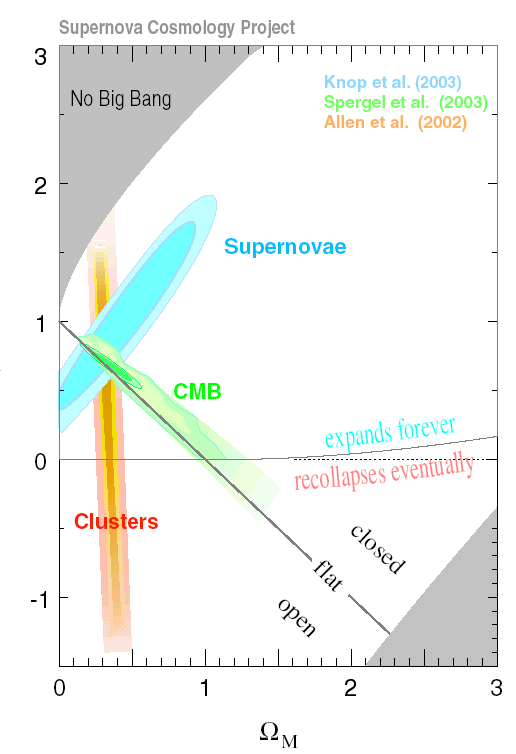 Supernova Cosmology Project
3
No Big Bang
Knop et al. (2003)
Spergel et al. (2003)
Allen et al. (2002)
2
Supernovae
1
CMB
expands forever
0
recollapses eventually
Clusters
closed
flat
-1
open
0 1 2 3
Ω_M